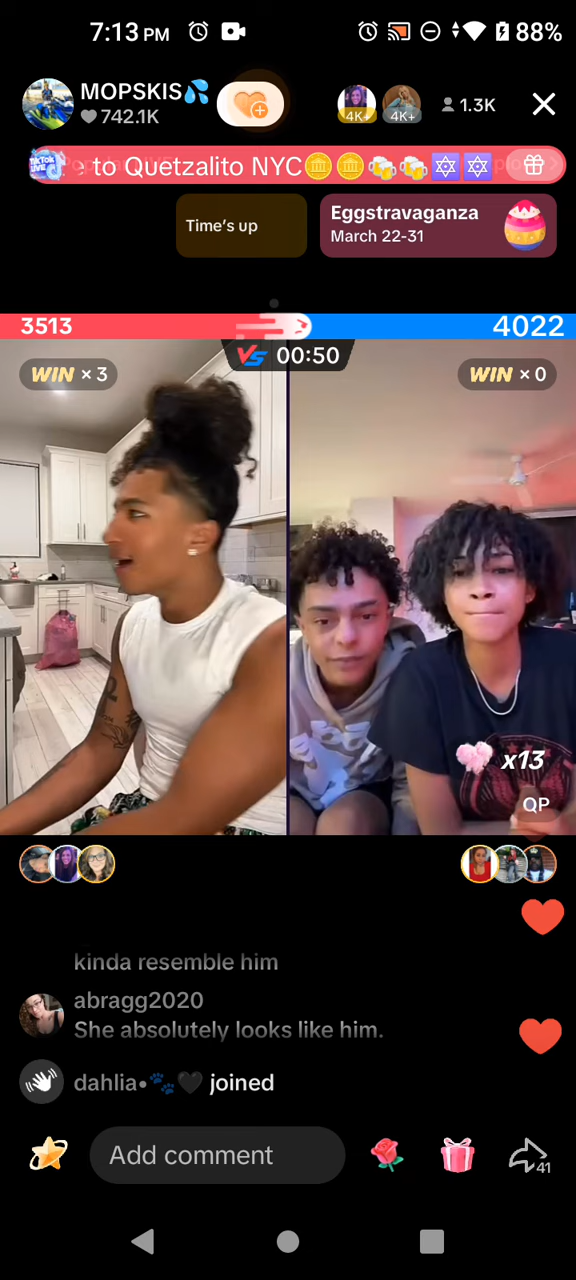 7:13 PM
88%
MOPSKIS💦
742.1K
4K+
4K+
1.3K
TikTok LIVE
to Quetzalito NYC🪙🪙🍻🍻✡️✡️
Time's up
Eggstravaganza
March 22-31
3513
4022
VS 00:50
WIN × 3
WIN × 0
x13
QP
kinda resemble him
abragg2020
She absolutely looks like him.
dahlia•🐾🖤 joined
Add comment
41